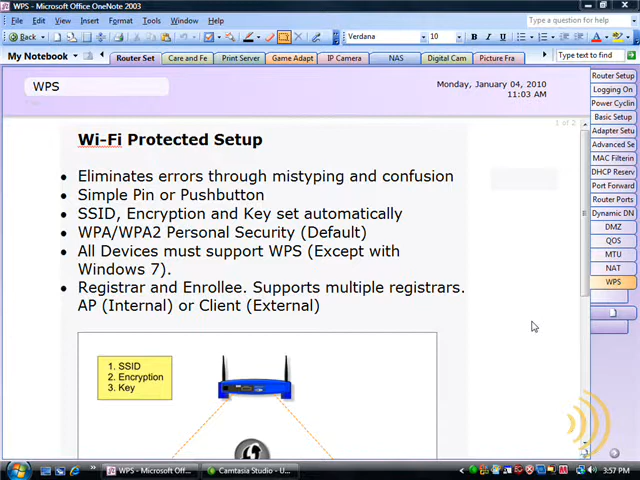 WPS - Microsoft Office OneNote 2003
File Edit View Insert Format Tools Window Help
Type a question for help
Back
Verdana 10 B I U
My Notebook Router Set Care and Fe Print Server Game Adapt IP Camera NAS Digital Cam Picture Fra
Type text to find
WPS
Monday, January 04, 2010
11:03 AM
1 of 2
Wi-Fi Protected Setup
• Eliminates errors through mistyping and confusion
• Simple Pin or Pushbutton
• SSID, Encryption and Key set automatically
• WPA/WPA2 Personal Security (Default)
• All Devices must support WPS (Except with
Windows 7).
• Registrar and Enrollee. Supports multiple registrars.
AP (Internal) or Client (External)
1. SSID
2. Encryption
3. Key
Router Setup
Logging On
Power Cyclin
Basic Setup
Adapter Setu
Advanced Se
MAC Filterin
DHCP Reserv
Port Forward
Router Ports
Dynamic DN
DMZ
QOS
MTU
NAT
WPS
WPS - Microsoft Off...
Camtasia Studio - U...
3:57 PM